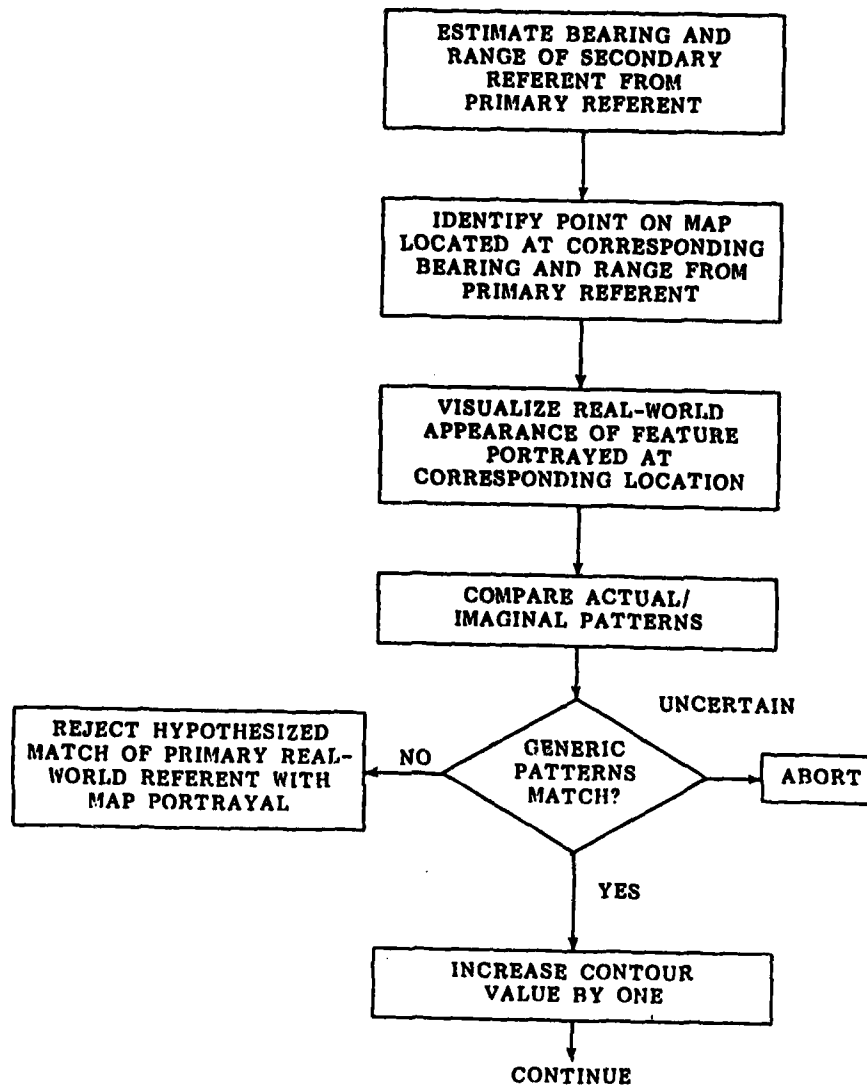 ESTIMATE BEARING AND
RANGE OF SECONDARY
REFERENT FROM
PRIMARY REFERENT
IDENTIFY POINT ON MAP
LOCATED AT CORRESPONDING
BEARING AND RANGE FROM
PRIMARY REFERENT
VISUALIZE REAL-WORLD
APPEARANCE OF FEATURE
PORTRAYED AT
CORRESPONDING LOCATION
COMPARE ACTUAL/
IMAGINAL PATTERNS
UNCERTAIN
REJECT HYPOTHESIZED
MATCH OF PRIMARY REAL-
WORLD REFERENT WITH
MAP PORTRAYAL
NO
GENERIC
PATTERNS
MATCH?
ABORT
YES
INCREASE CONTOUR
VALUE BY ONE
CONTINUE